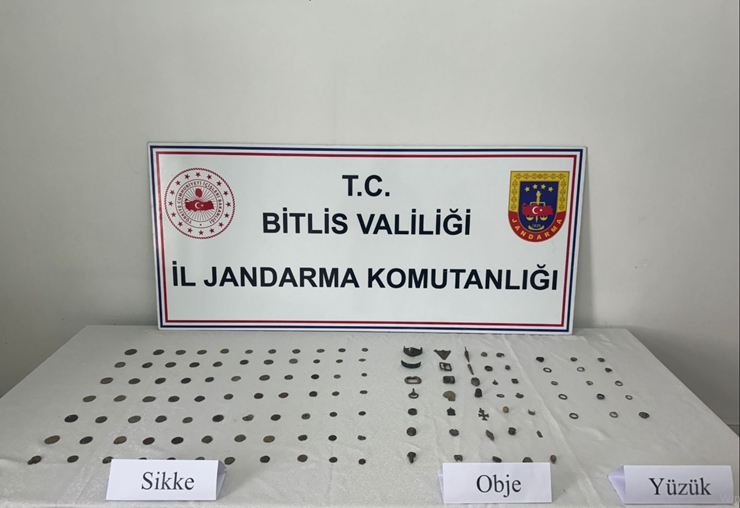 T.C.
BİTLİS VALİLİĞİ
İL JANDARMA KOMUTANLIĞI
JANDARMA
Sikke
Obje
Yüzük